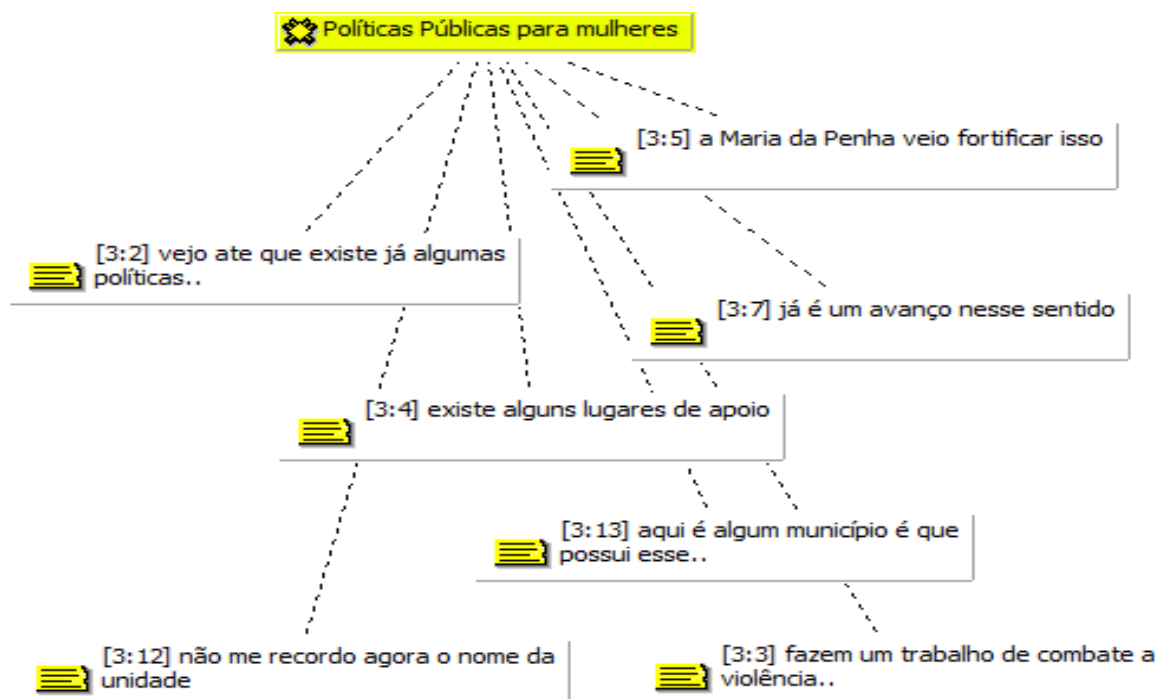 Políticas Públicas para mulheres
[3:5] a Maria da Penha veio fortificar isso
[3:2] vejo ate que existe já algumas
políticas..
[3:7] já é um avanço nesse sentido
[3:4] existe alguns lugares de apoio
[3:13] aqui é algum município é que
possui esse..
[3:12] não me recordo agora o nome da
unidade
[3:3] fazem um trabalho de combate a
violência..